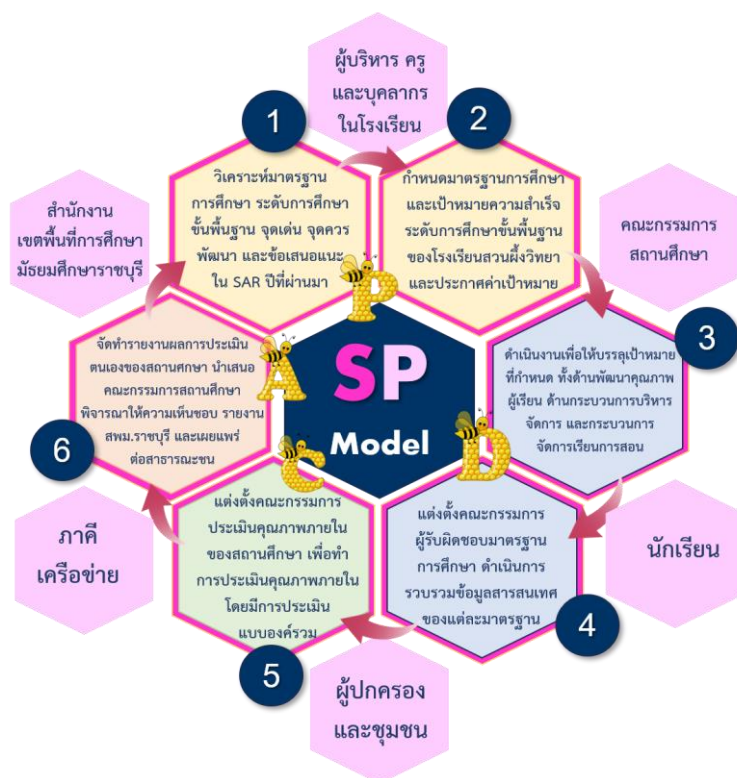 ผู้บริหาร ครู
และบุคลากร
ในโรงเรียน
1
วิเคราะห์มาตรฐาน
การศึกษา ระดับการศึกษา
ขั้นพื้นฐาน จุดเด่น จุดควร
พัฒนา และข้อเสนอแนะ
ใน SAR ปีที่ผ่านมา
2
กำหนดมาตรฐานการศึกษา
และเป้าหมายความสำเร็จ
ระดับการศึกษาขั้นพื้นฐาน
ของโรงเรียนสวนผึ้งวิทยา
และประกาศค่าเป้าหมาย
สำนักงาน
เขตพื้นที่การศึกษา
มัธยมศึกษาราชบุรี
คณะกรรมการ
สถานศึกษา
P
A
SP
Model
D
C
3
ดำเนินงานเพื่อให้บรรลุเป้าหมาย
ที่กำหนด ทั้งด้านพัฒนาคุณภาพ
ผู้เรียน ด้านกระบวนการบริหาร
จัดการ และกระบวนการ
จัดการเรียนการสอน
จัดทำรายงานผลการประเมิน
ตนเองของสถานศกษา นำเสนอ
คณะกรรมการสถานศึกษา
พิจารณาให้ความเห็นชอบ รายงาน
สพม.ราชบุรี และเผยแพร่
ต่อสาธารณะชน
6
แต่งตั้งคณะกรรมการ
ผู้รับผิดชอบมาตรฐาน
การศึกษา ดำเนินการ
รวบรวมข้อมูลสารสนเทศ
ของแต่ละมาตรฐาน
4
แต่งตั้งคณะกรรมการ
ประเมินคุณภาพภายใน
ของสถานศึกษา เพื่อทำ
การประเมินคุณภาพภายใน
โดยมีการประเมิน
แบบองค์รวม
5
ภาคี
เครือข่าย
นักเรียน
ผู้ปกครอง
และชุมชน